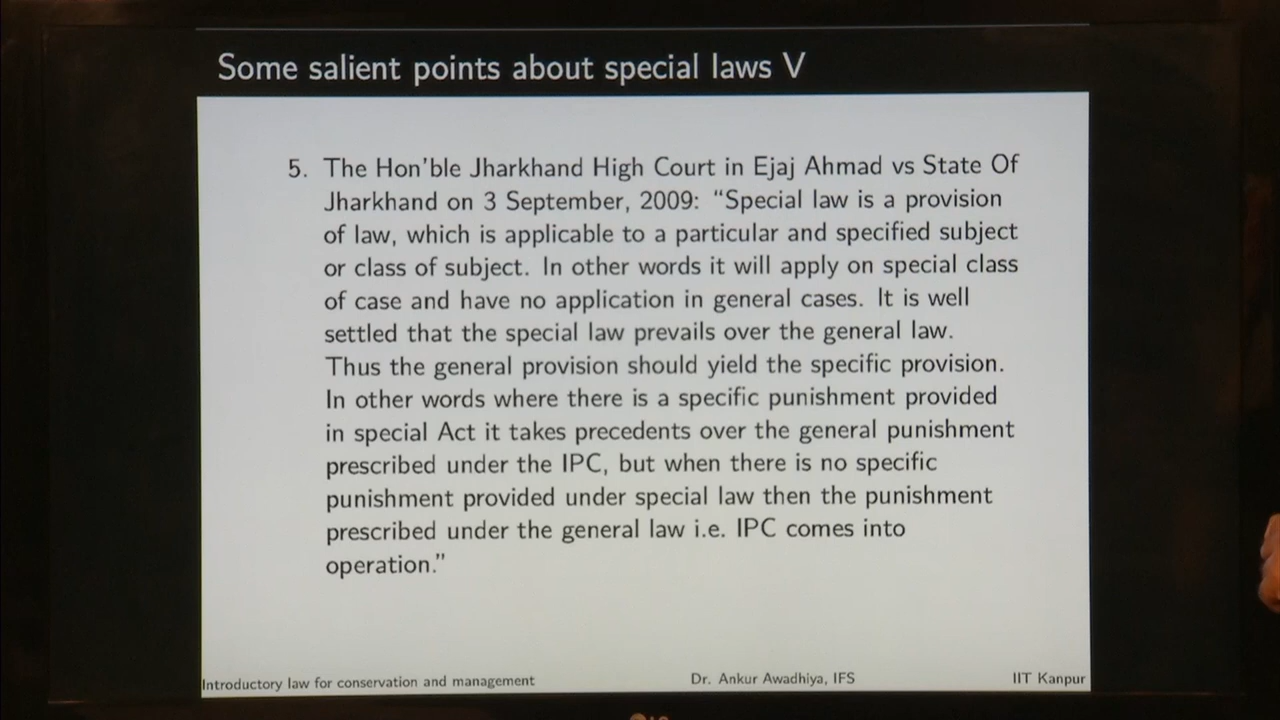 Some salient points about special laws V
5. The Hon'ble Jharkhand High Court in Ejaj Ahmad vs State Of
Jharkhand on 3 September, 2009: “Special law is a provision
of law, which is applicable to a particular and specified subject
or class of subject. In other words it will apply on special class
of case and have no application in general cases. It is well
settled that the special law prevails over the general law.
Thus the general provision should yield the specific provision.
In other words where there is a specific punishment provided
in special Act it takes precedents over the general punishment
prescribed under the IPC, but when there is no specific
punishment provided under special law then the punishment
prescribed under the general law i.e. IPC comes into
operation.”
Introductory law for conservation and management Dr. Ankur Awadhiya, IFS IIT Kanpur